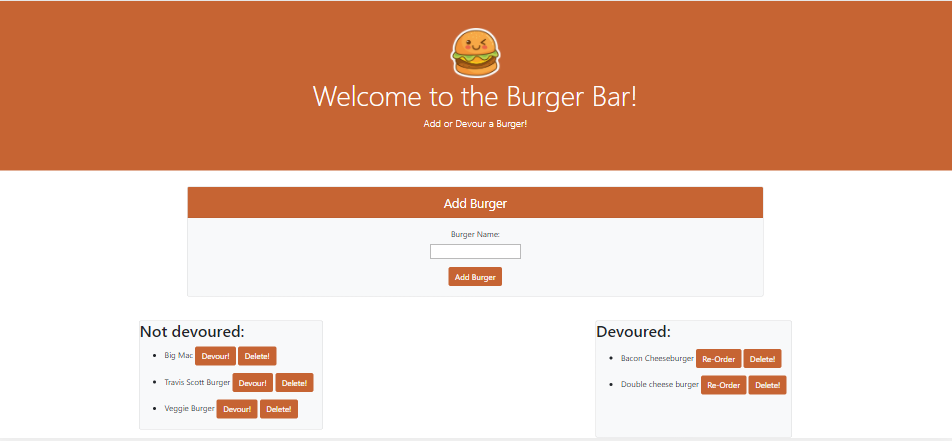 Welcome to the Burger Bar!
Add or Devour a Burger!
Add Burger
Burger Name:
Add Burger
Not devoured:
Big Mac Devour! Delete!
Travis Scott Burger Devour! Delete!
Veggie Burger Devour! Delete!
Devoured:
Bacon Cheeseburger Re-Order Delete!
Double cheese burger Re-Order Delete!